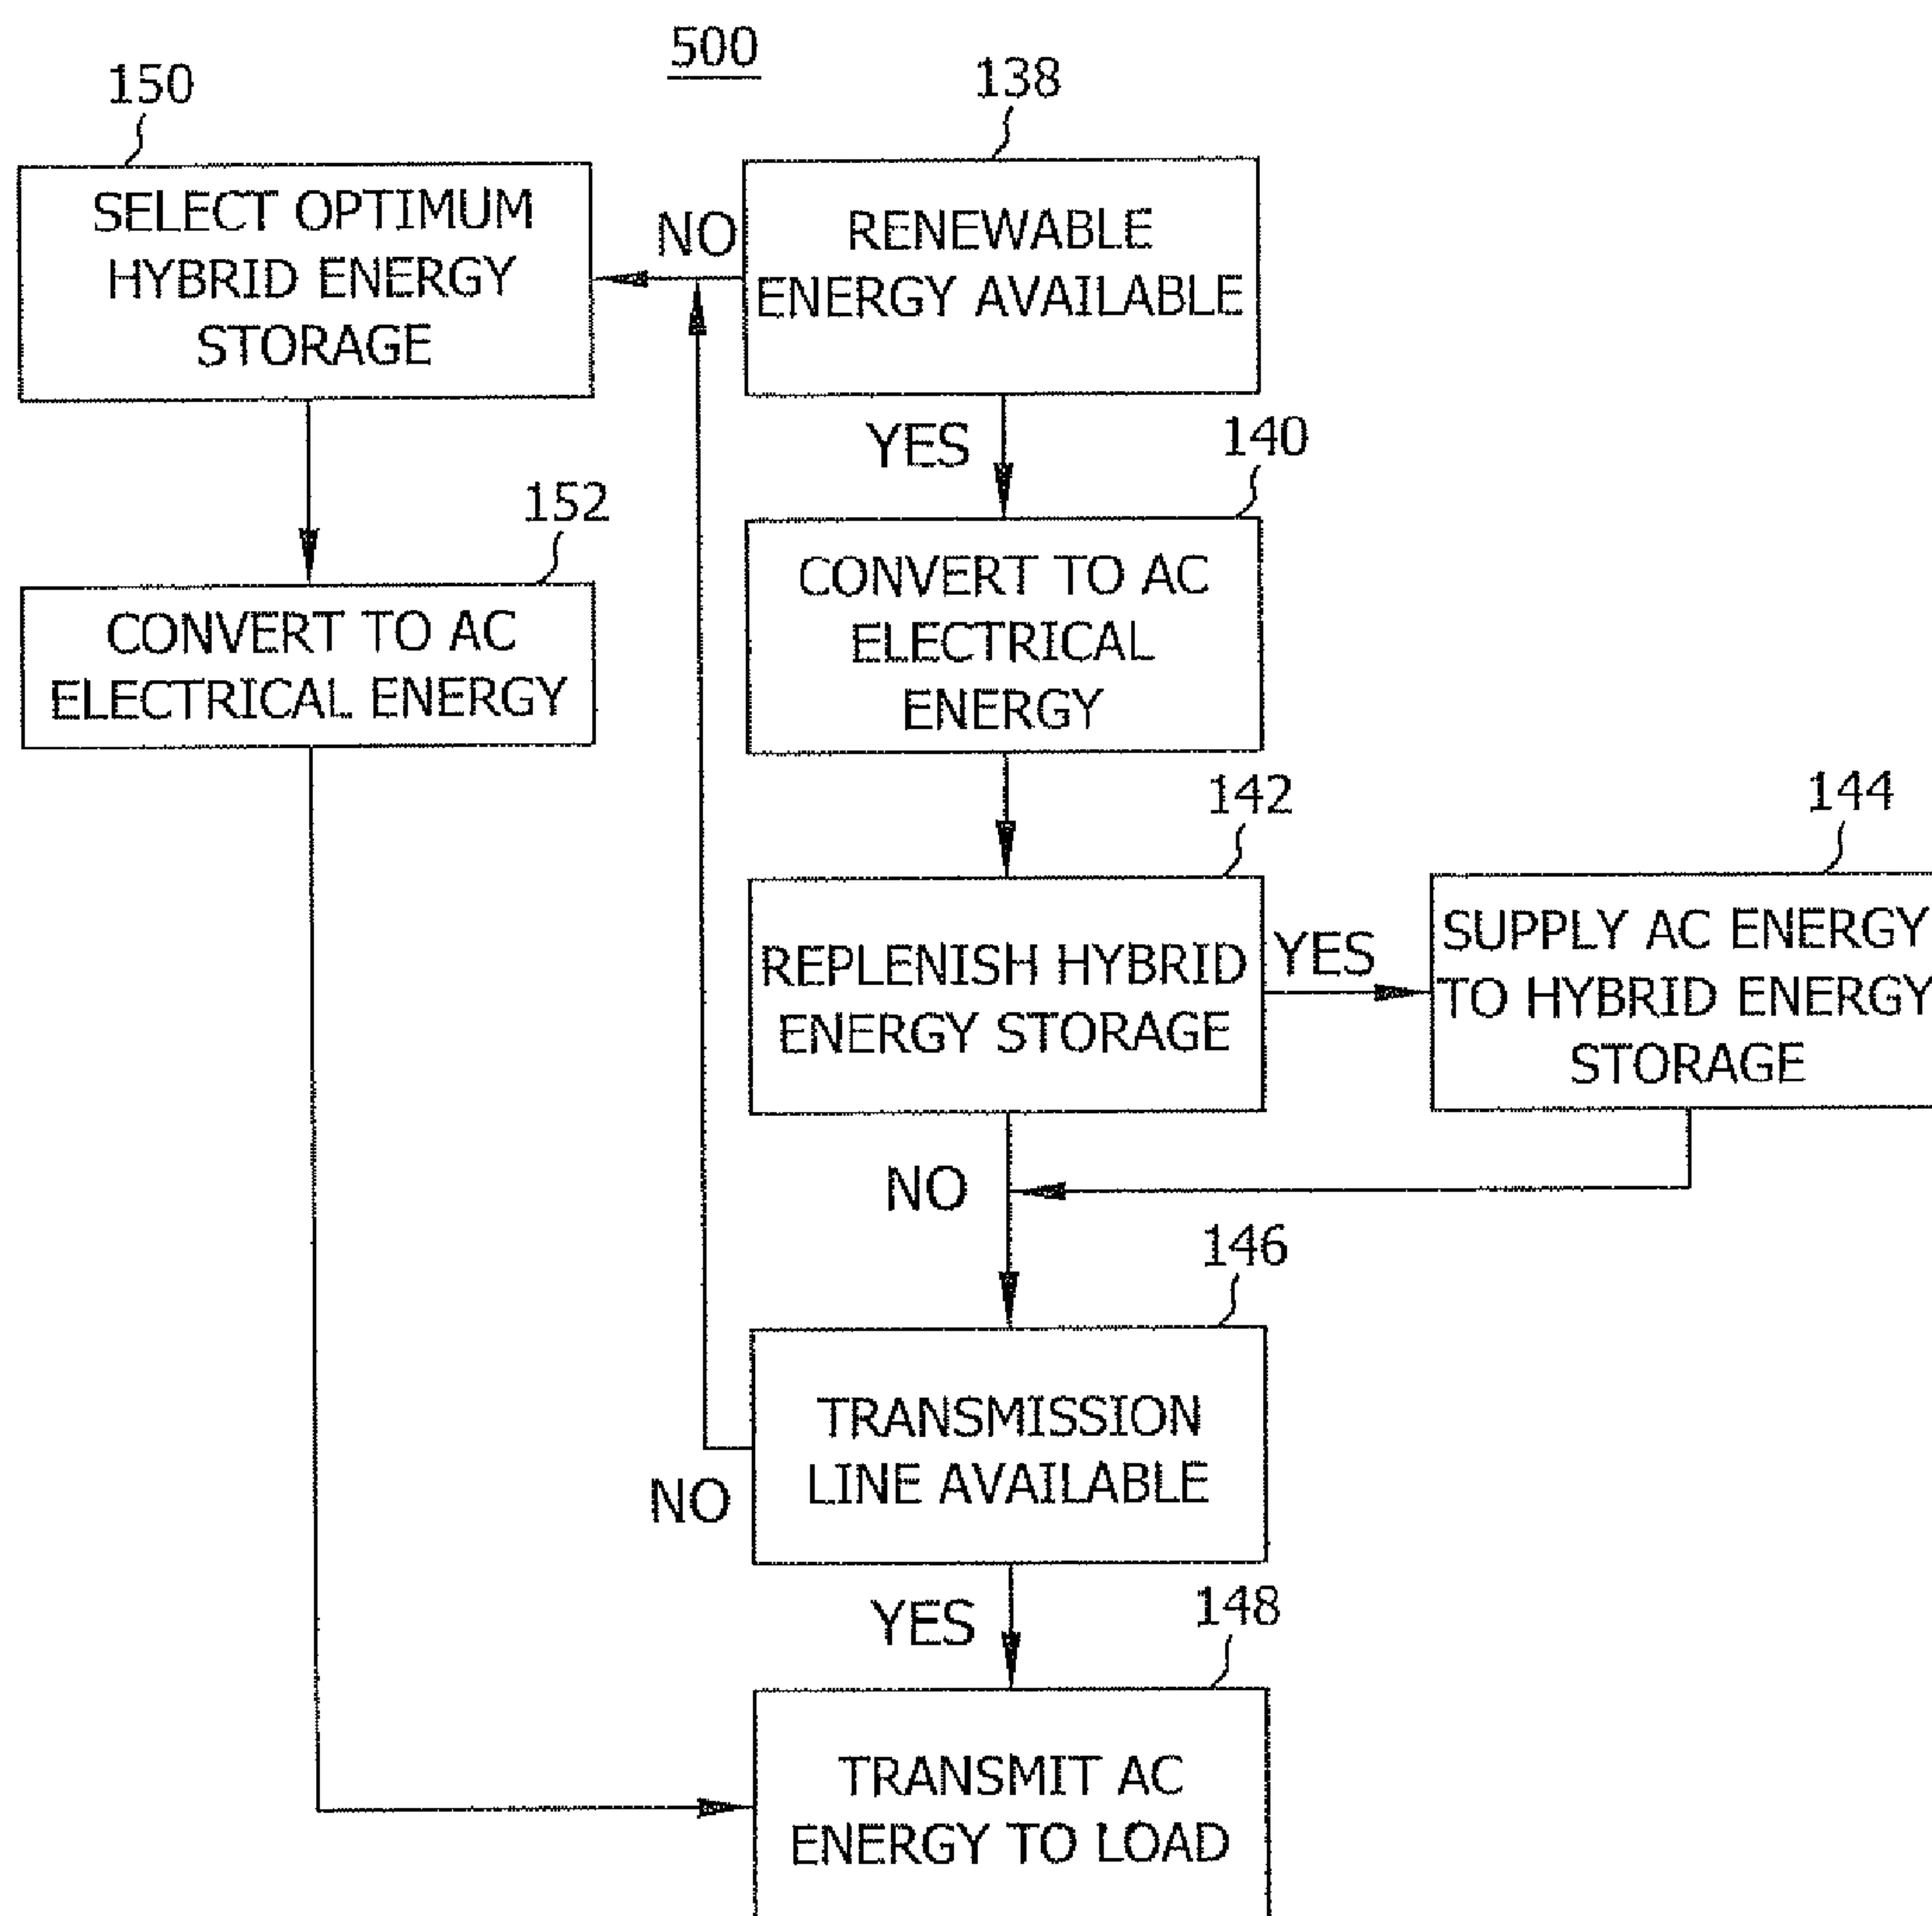 500
150
138
SELECT OPTIMUM
HYBRID ENERGY
STORAGE
NO
RENEWABLE
ENERGY AVAILABLE
YES
140
152
CONVERT TO AC
ELECTRICAL ENERGY
CONVERT TO AC
ELECTRICAL
ENERGY
142
144
REPLENISH HYBRID
ENERGY STORAGE
YES
SUPPLY AC ENERGY
TO HYBRID ENERGY
STORAGE
NO
146
TRANSMISSION
LINE AVAILABLE
NO
YES
148
TRANSMIT AC
ENERGY TO LOAD